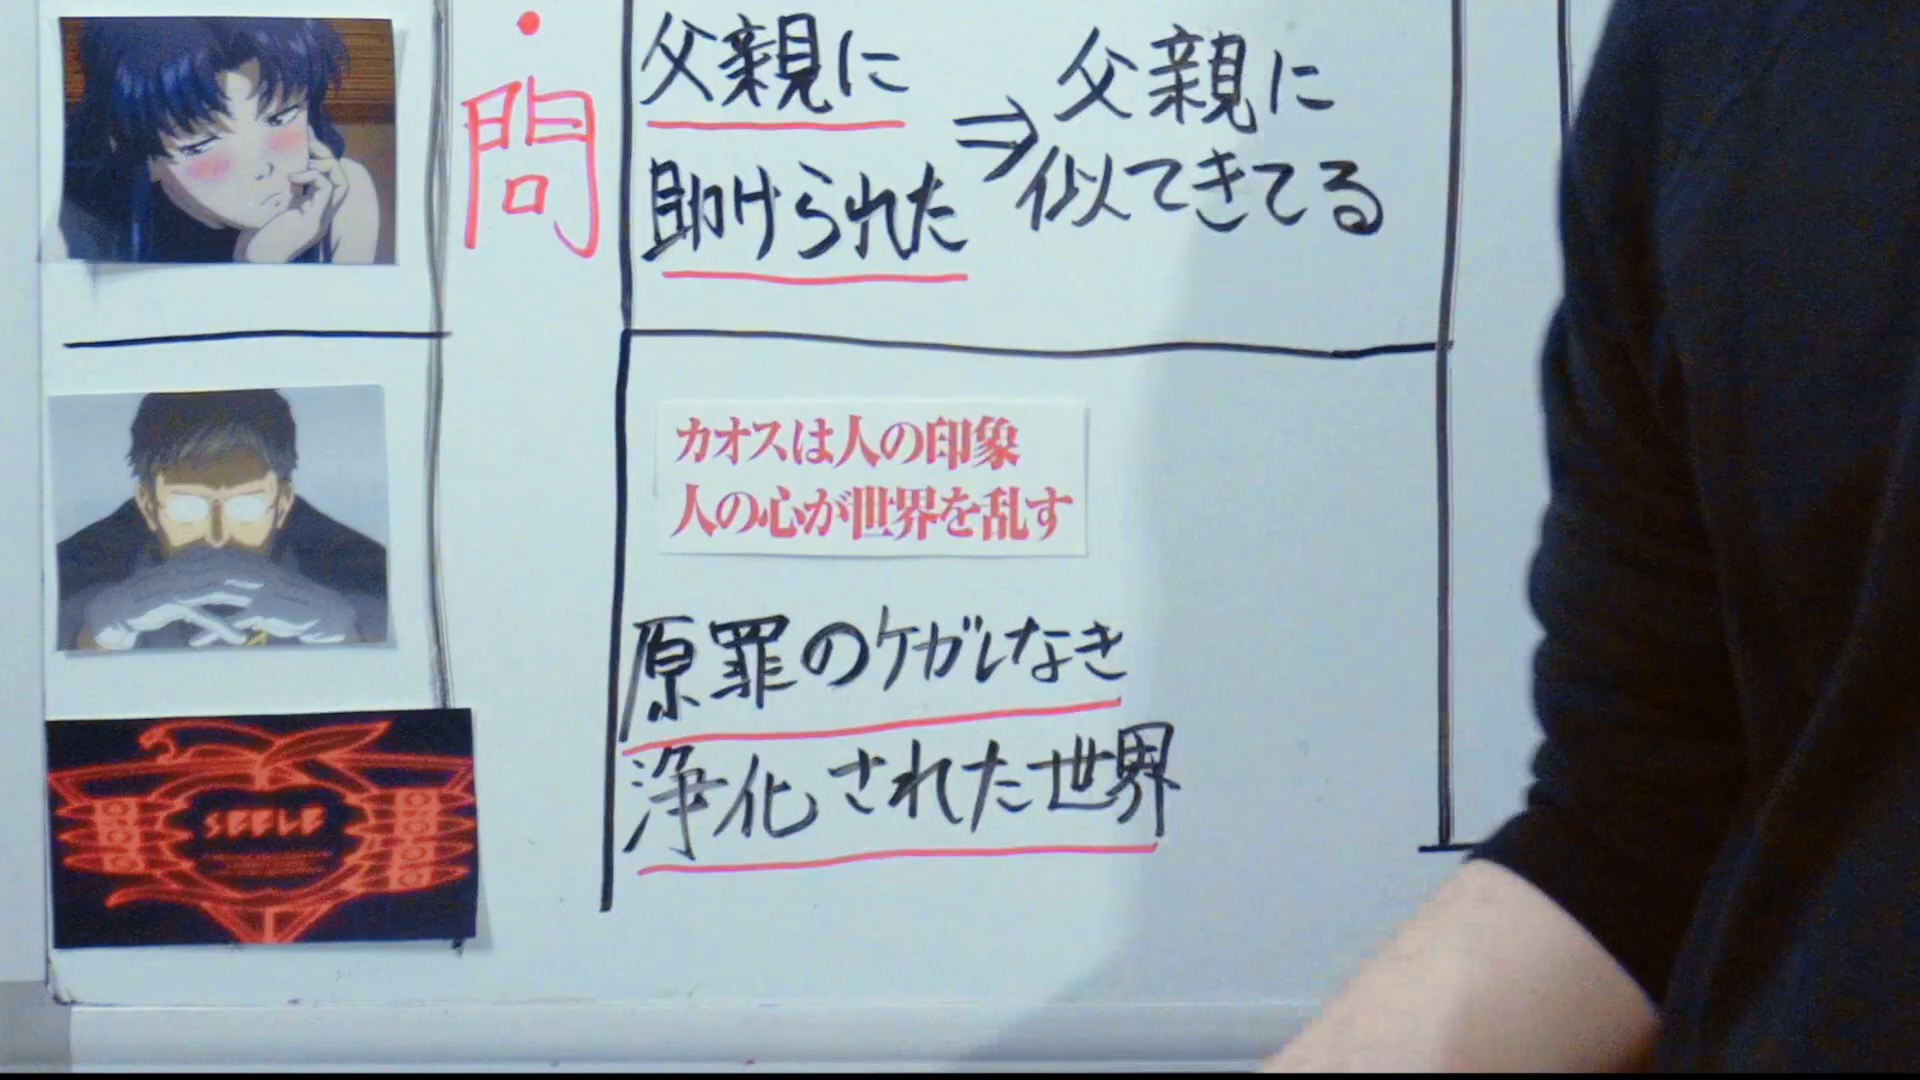 ・
問
父親に
助けられた
⇒
父親に
似てきてる
カオスは人の印象
人の心が世界を乱す
原罪のケガレなき
浄化された世界
SEELE